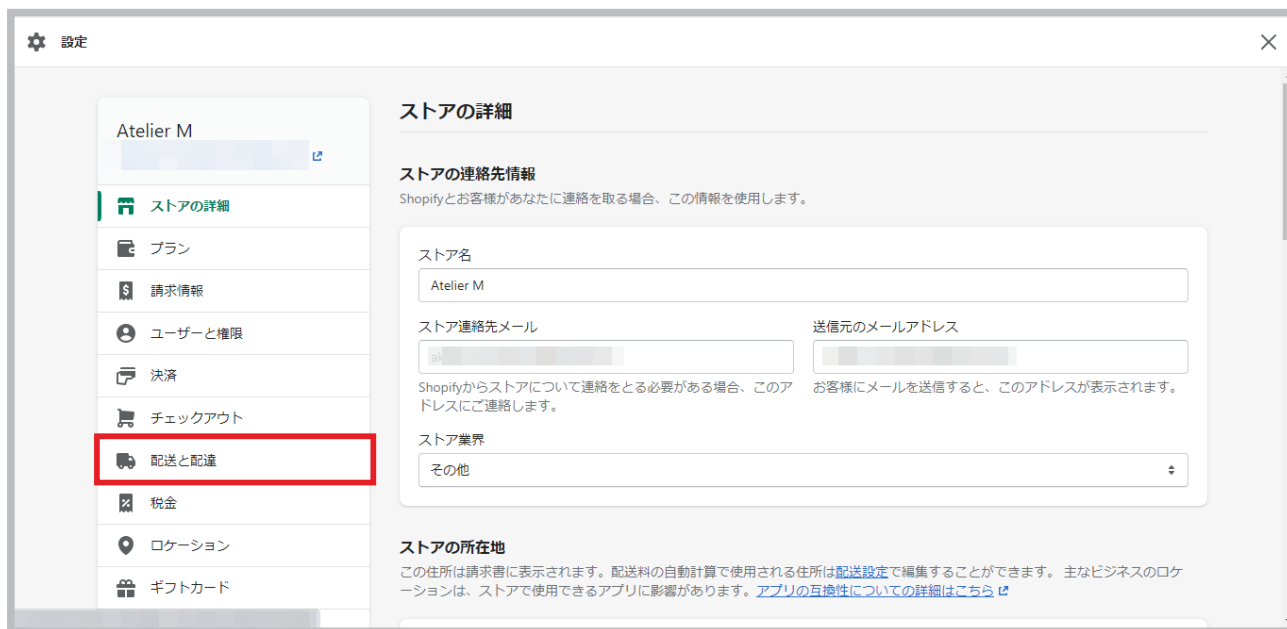 設定
Atelier M
ストアの詳細
プラン
請求情報
ユーザーと権限
決済
チェックアウト
配送と配達
税金
ロケーション
ギフトカード
ストアの詳細
ストアの連絡先情報
Shopifyとお客様があなたに連絡を取る場合、この情報を使用します。
ストア名
Atelier M
ストア連絡先メール
送信元のメールアドレス
Shopifyからストアについて連絡をとる必要がある場合、このア
ドレスにご連絡します。
お客様にメールを送信すると、このアドレスが表示されます。
ストア業界
その他
ストアの所在地
この住所は請求書に表示されます。配送料の自動計算で使用される住所は配送設定で編集することができます。 主なビジネスのロケ
ーションは、ストアで使用できるアプリに影響があります。アプリの互換性についての詳細はこちら